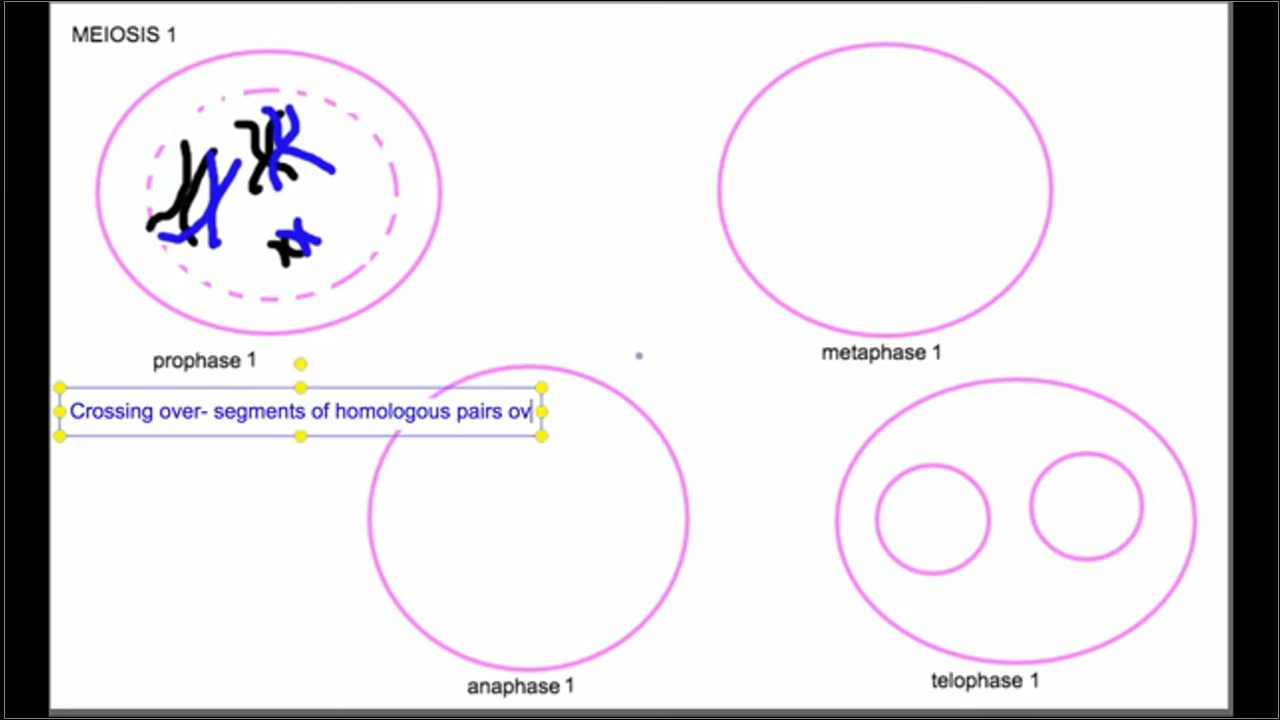 MEIOSIS 1
prophase 1
metaphase 1
Crossing over- segments of homologous pairs ov
anaphase 1
telophase 1